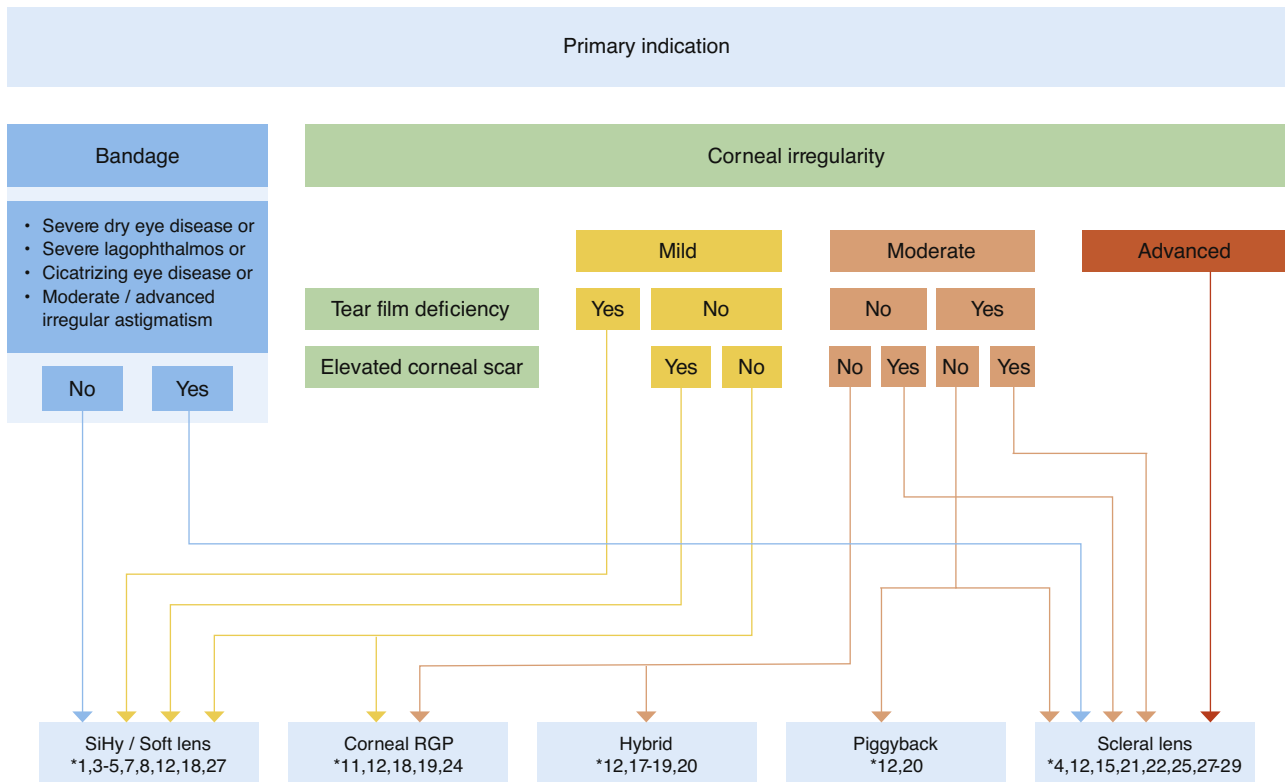 Primary indication
Bandage
Corneal irregularity
• Severe dry eye disease or
• Severe lagophthalmos or
• Cicatrizing eye disease or
• Moderate / advanced
irregular astigmatism
Mild
Moderate
Advanced
Tear film deficiency
Yes
No
No
Yes
Elevated corneal scar
Yes
No
No
Yes
No
Yes
No
Yes
SiHy / Soft lens
*1,3-5,7,8,12,18,27
Corneal RGP
*11,12,18,19,24
Hybrid
*12,17-19,20
Piggyback
*12,20
Scleral lens
*4,12,15,21,22,25,27-29